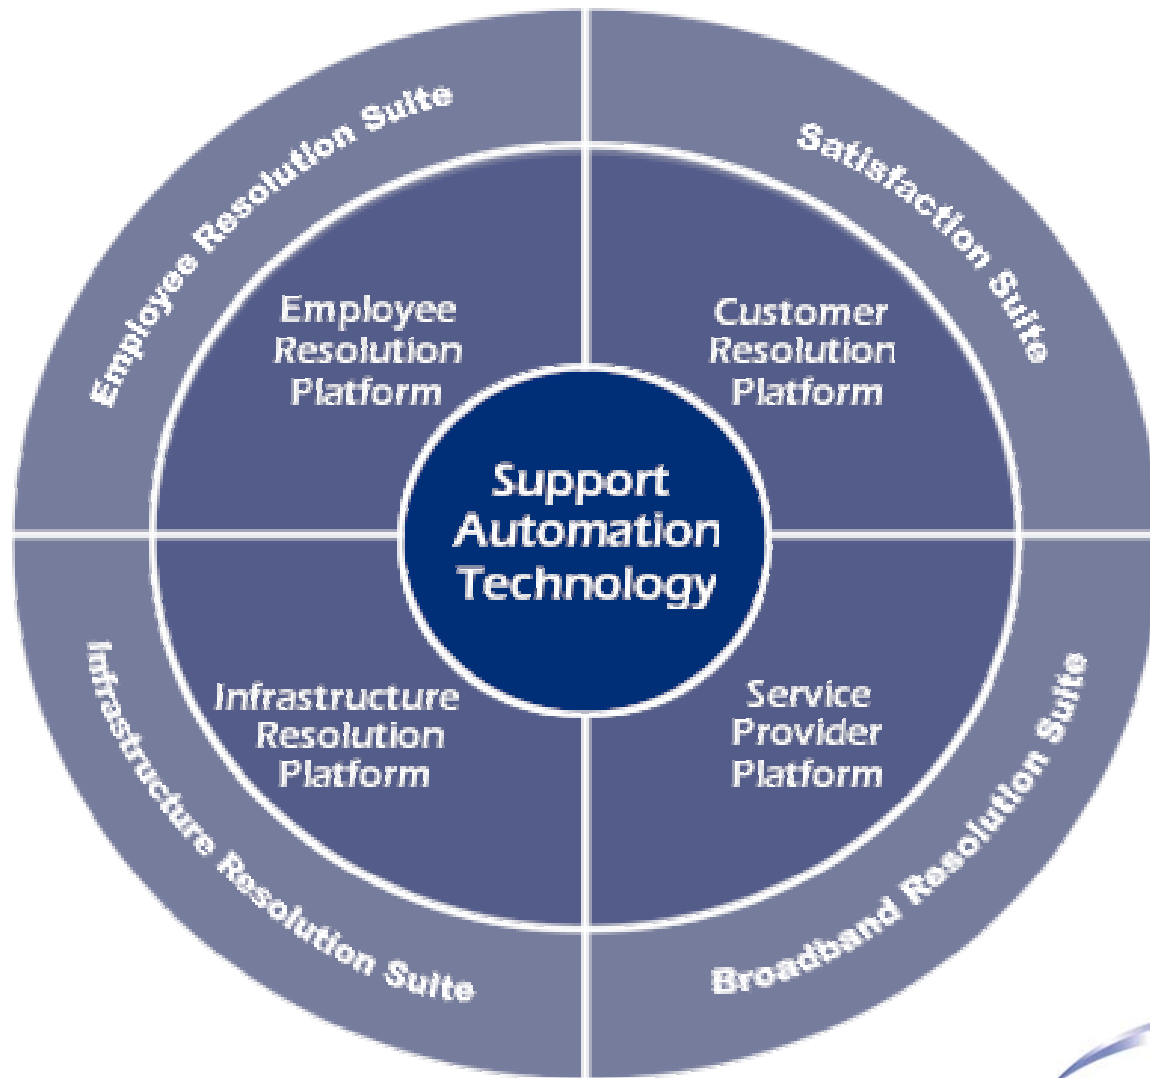 Employee Resolution Suite
Satisfaction Suite
Employee
Resolution
Platform
Customer
Resolution
Platform
Support
Automation
Technology
Infrastructure
Resolution
Platform
Service
Provider
Platform
Infrastructure Resolution Suite
Broadband Resolution Suite